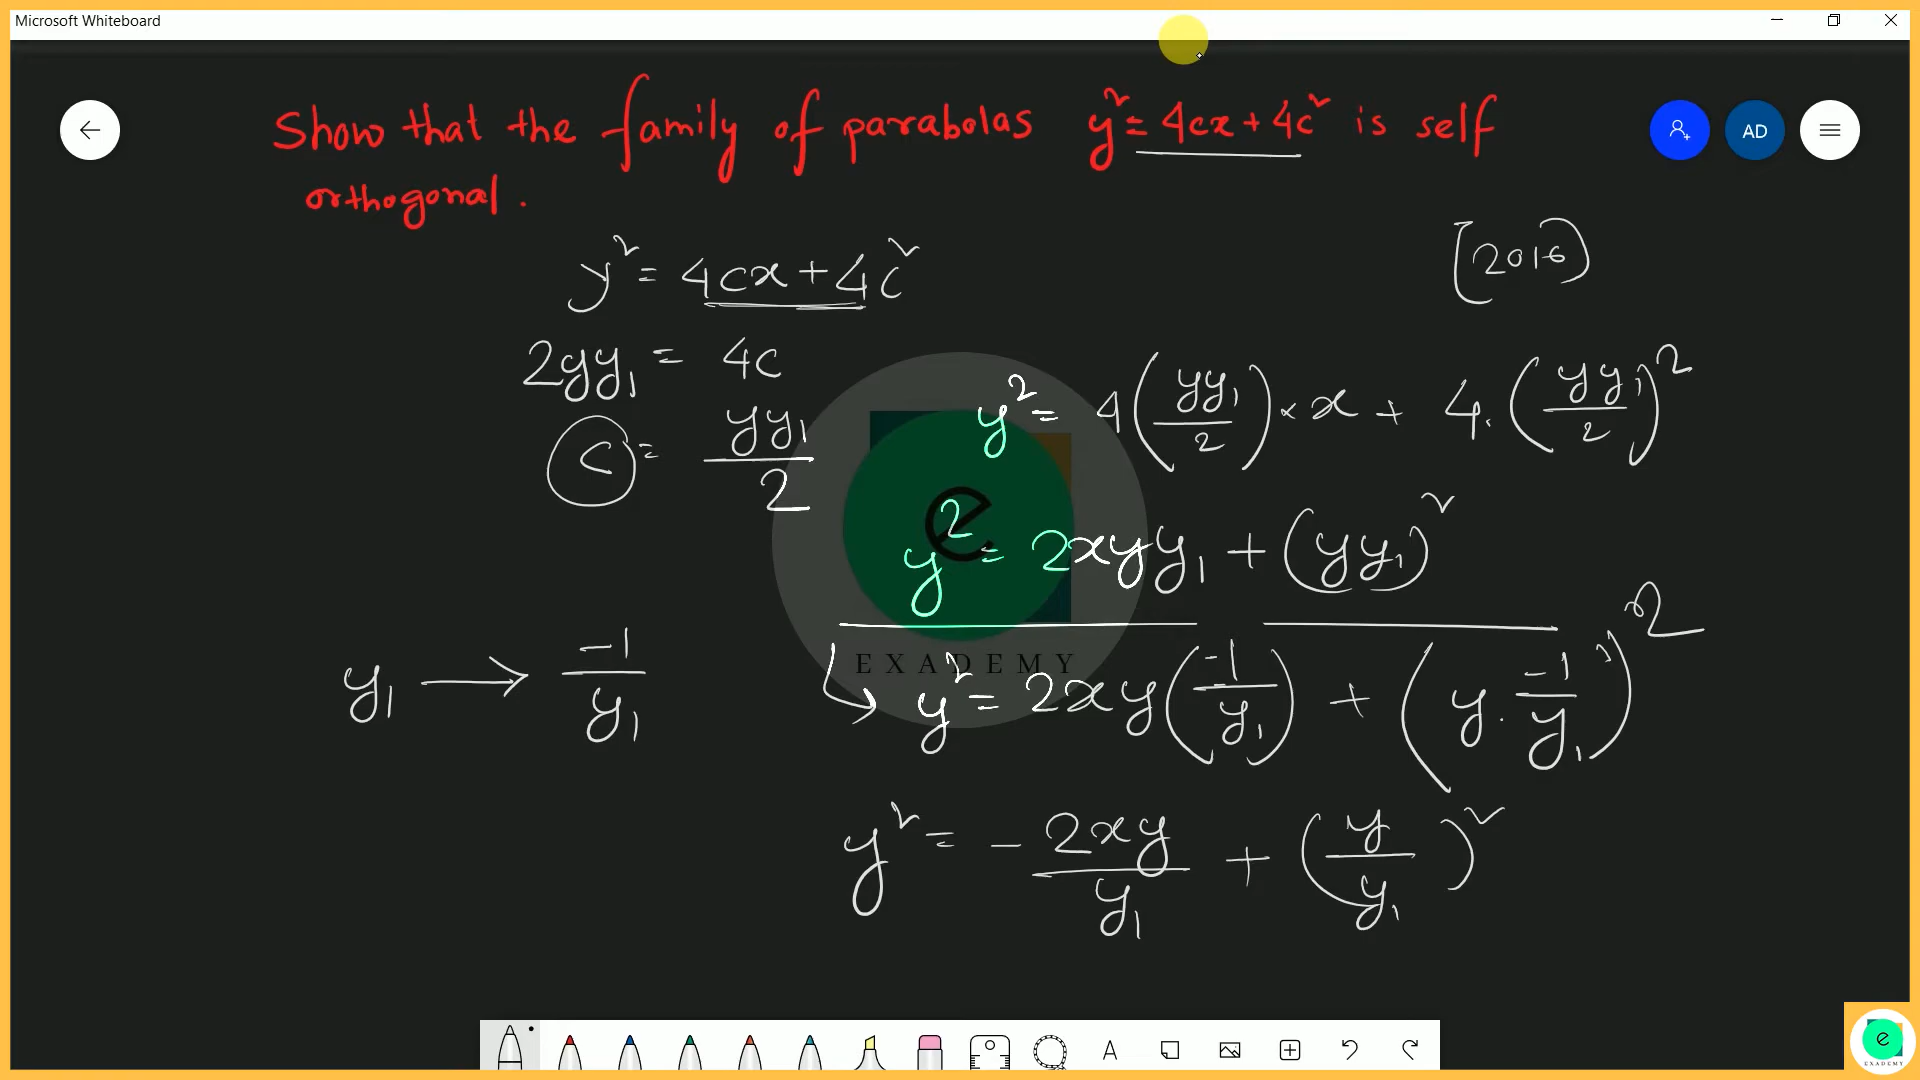 Microsoft Whiteboard
Show that the family of parabolas y² = 4cx + 4c² is self
orthogonal.
AD
[2016)
y² = 4cx + 4c²
2yy₁ = 4c
c = yy₁/2
y² = 4(yy₁/2) × x + 4.(yy₁/2)²
y² = 2xyy₁ + (yy₁)²
y₁ → -1/y₁
EXADEMY
y² = 2xy(-1/y₁) + (y. -1/y₁)²
y² = - 2xy/y₁ + (y/y₁)²
A
e
EXADEMY